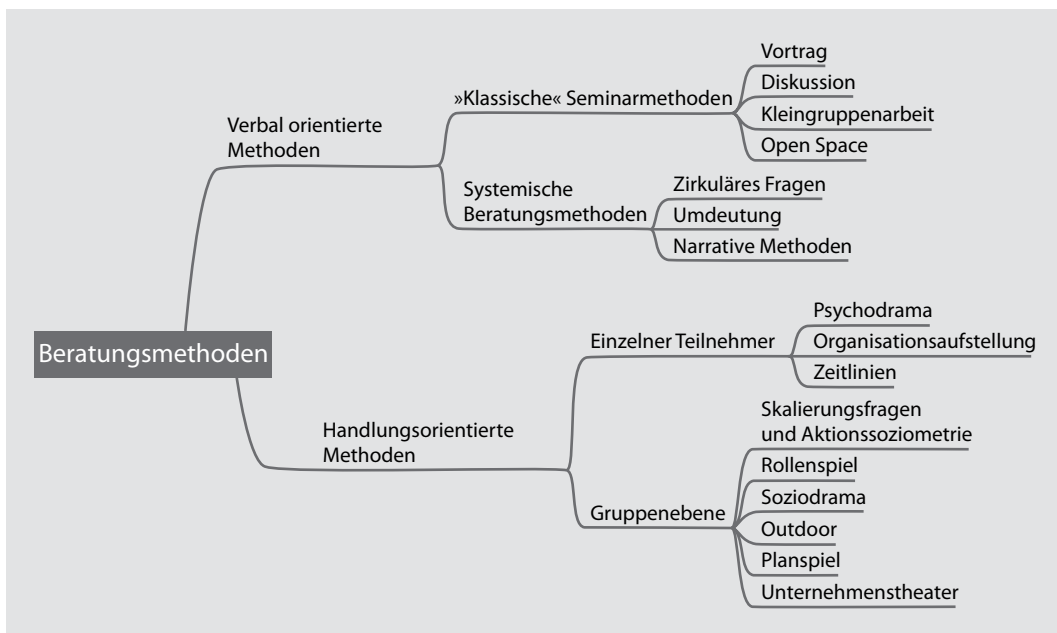 Beratungsmethoden
Verbal orientierte
Methoden
»Klassische« Seminarmethoden
Vortrag
Diskussion
Kleingruppenarbeit
Open Space
Systemische
Beratungsmethoden
Zirkuläres Fragen
Umdeutung
Narrative Methoden
Handlungsorientierte
Methoden
Einzelner Teilnehmer
Psychodrama
Organisationsaufstellung
Zeitlinien
Gruppenebene
Skalierungsfragen
und Aktionssoziometrie
Rollenspiel
Soziodrama
Outdoor
Planspiel
Unternehmenstheater